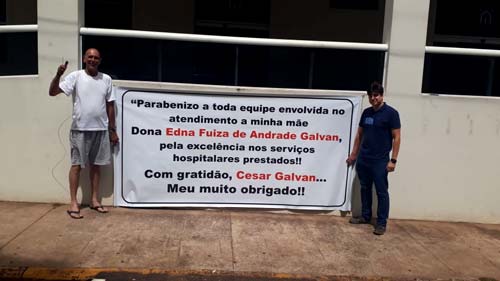 “Parabenizo a toda equipe envolvida no
atendimento a minha mãe
Dona Edna Fuiza de Andrade Galvan,
pela excelência nos serviços
hospitalares prestados!!
Com gratidão, Cesar Galvan...
Meu muito obrigado!!